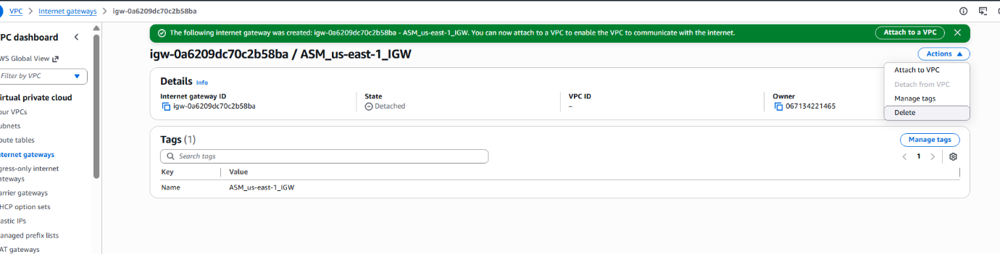 VPC > Internet gateways > igw-0a6209dc70c2b58ba
VPC dashboard
WS Global View
Filter by VPC
irtual private cloud
our VPCs
ubnets
oute tables
nternet gateways
gress-only internet
ateways
arrier gateways
HCP option sets
astic IPs
anaged prefix lists
AT gateways
The following internet gateway was created: igw-0a6209dc70c2b58ba - ASM_us-east-1_IGW. You can now attach to a VPC to enable the VPC to communicate with the internet.
Attach to a VPC
igw-0a6209dc70c2b58ba / ASM_us-east-1_IGW
Actions
Attach to VPC
Detach from VPC
Manage tags
Delete
Details Info
Internet gateway ID State VPC ID Owner
igw-0a6209dc70c2b58ba Detached – 067134221465
Tags (1)
Manage tags
Search tags
1
Key Value
Name ASM_us-east-1_IGW